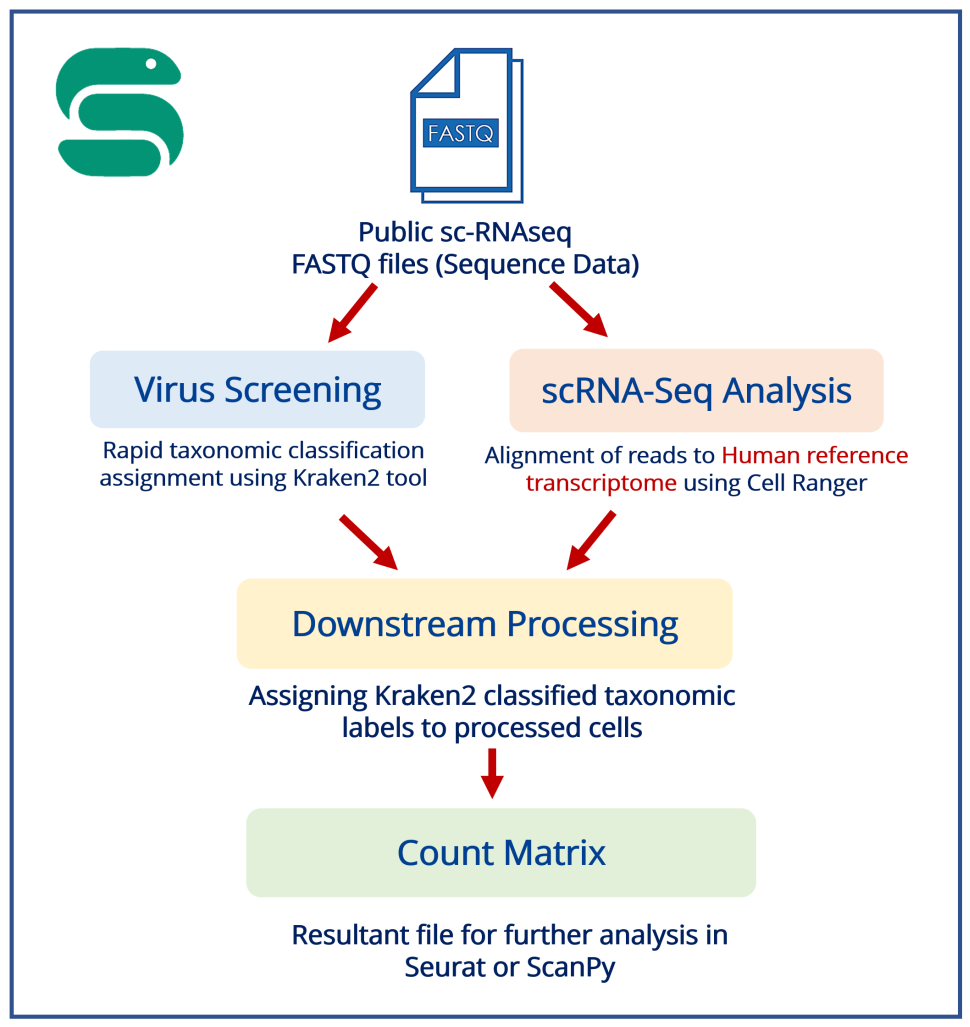 FASTQ
Public sc-RNAseq
FASTQ files (Sequence Data)
Virus Screening
Rapid taxonomic classification
assignment using Kraken2 tool
scRNA-Seq Analysis
Alignment of reads to Human reference
transcriptome using Cell Ranger
Downstream Processing
Assigning Kraken2 classified taxonomic
labels to processed cells
Count Matrix
Resultant file for further analysis in
Seurat or ScanPy